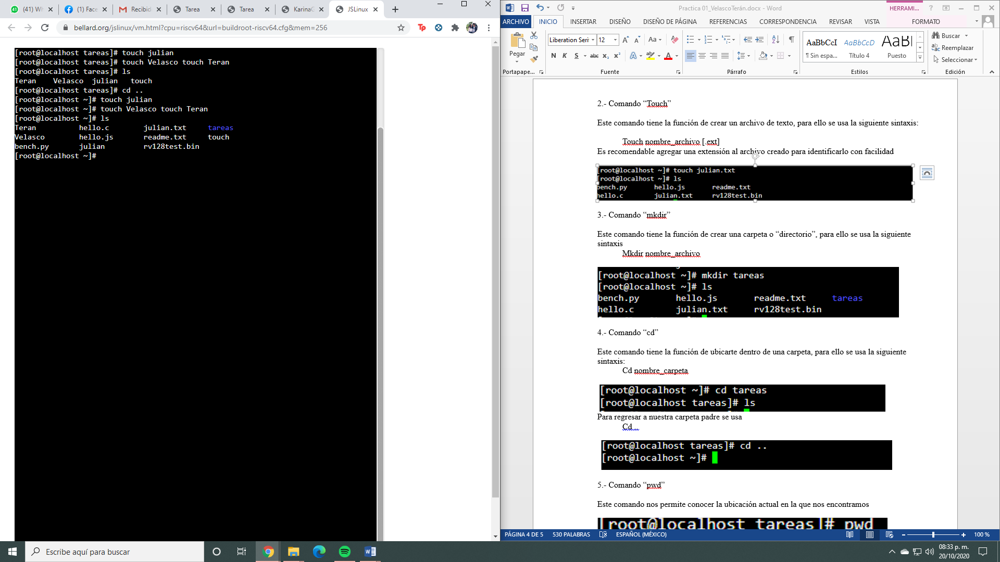 (41) Wh
(1) Face
Recibid
Tarea
Tarea
KarinaG
JSLinux
bellard.org/jslinux/vm.html?cpu=riscv64&url=buildroot-riscv64.cfg&mem=256
[root@localhost tareas]# touch julian
[root@localhost tareas]# touch Velasco touch Teran
[root@localhost tareas]# ls
Teran Velasco julian touch
[root@localhost tareas]# cd ..
[root@localhost ~]# touch julian
[root@localhost ~]# touch Velasco touch Teran
[root@localhost ~]# ls
Teran hello.c julian.txt tareas
Velasco hello.js readme.txt touch
bench.py julian rv128test.bin
[root@localhost ~]#
Practica 01_VelascoTerán.docx - Word
HERRAMI...
ARCHIVO INICIO INSERTAR DISEÑO DISEÑO DE PÁGINA REFERENCIAS CORRESPONDENCIA REVISAR VISTA FORMATO
Pegar
Liberation Seri 12
Portapape...
Fuente
Párrafo
AaBbCcI AaBbCcD AaBI
¶ Sin espa... Título 4 Puesto
Estilos
Buscar
Reemplazar
Seleccionar
Edición
2.- Comando “Touch”
Este comando tiene la función de crear un archivo de texto, para ello se usa la siguiente sintaxis:
Touch nombre_archivo [.ext]
Es recomendable agregar una extensión al archivo creado para identificarlo con facilidad
[root@localhost ~]# touch julian.txt
[root@localhost ~]# ls
bench.py hello.js readme.txt
hello.c julian.txt rv128test.bin
3.- Comando “mkdir”
Este comando tiene la función de crear una carpeta o “directorio”, para ello se usa la siguiente
sintaxis
Mkdir nombre_archivo
[root@localhost ~]# mkdir tareas
[root@localhost ~]# ls
bench.py hello.js readme.txt tareas
hello.c julian.txt rv128test.bin
4.- Comando “cd”
Este comando tiene la función de ubicarte dentro de una carpeta, para ello se usa la siguiente
sintaxis:
Cd nombre_carpeta
[root@localhost ~]# cd tareas
[root@localhost tareas]# ls
Para regresar a nuestra carpeta padre se usa
Cd ..
[root@localhost tareas]# cd ..
[root@localhost ~]#
5.- Comando “pwd”
Este comando nos permite conocer la ubicación actual en la que nos encontramos
[root@localhost tareas]# pwd
PÁGINA 4 DE 5 530 PALABRAS ESPAÑOL (MÉXICO) 100 %
Escribe aquí para buscar
08:33 p. m.
20/10/2020